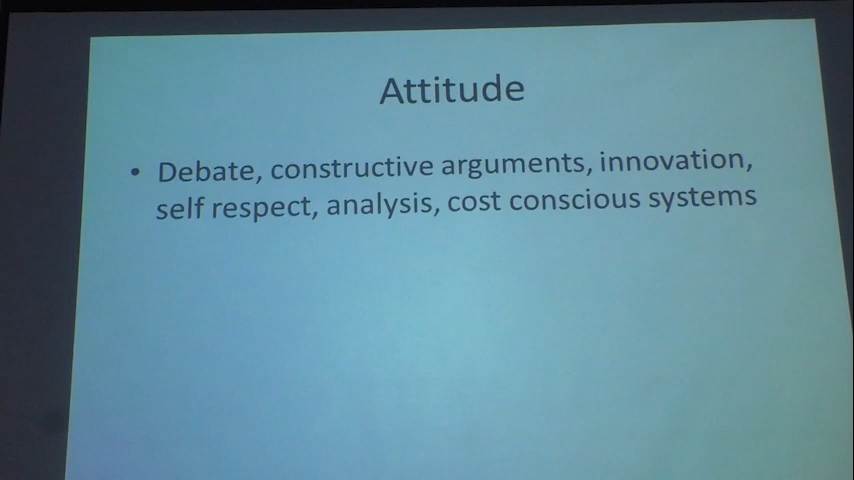 Attitude
• Debate, constructive arguments, innovation,
self respect, analysis, cost conscious systems